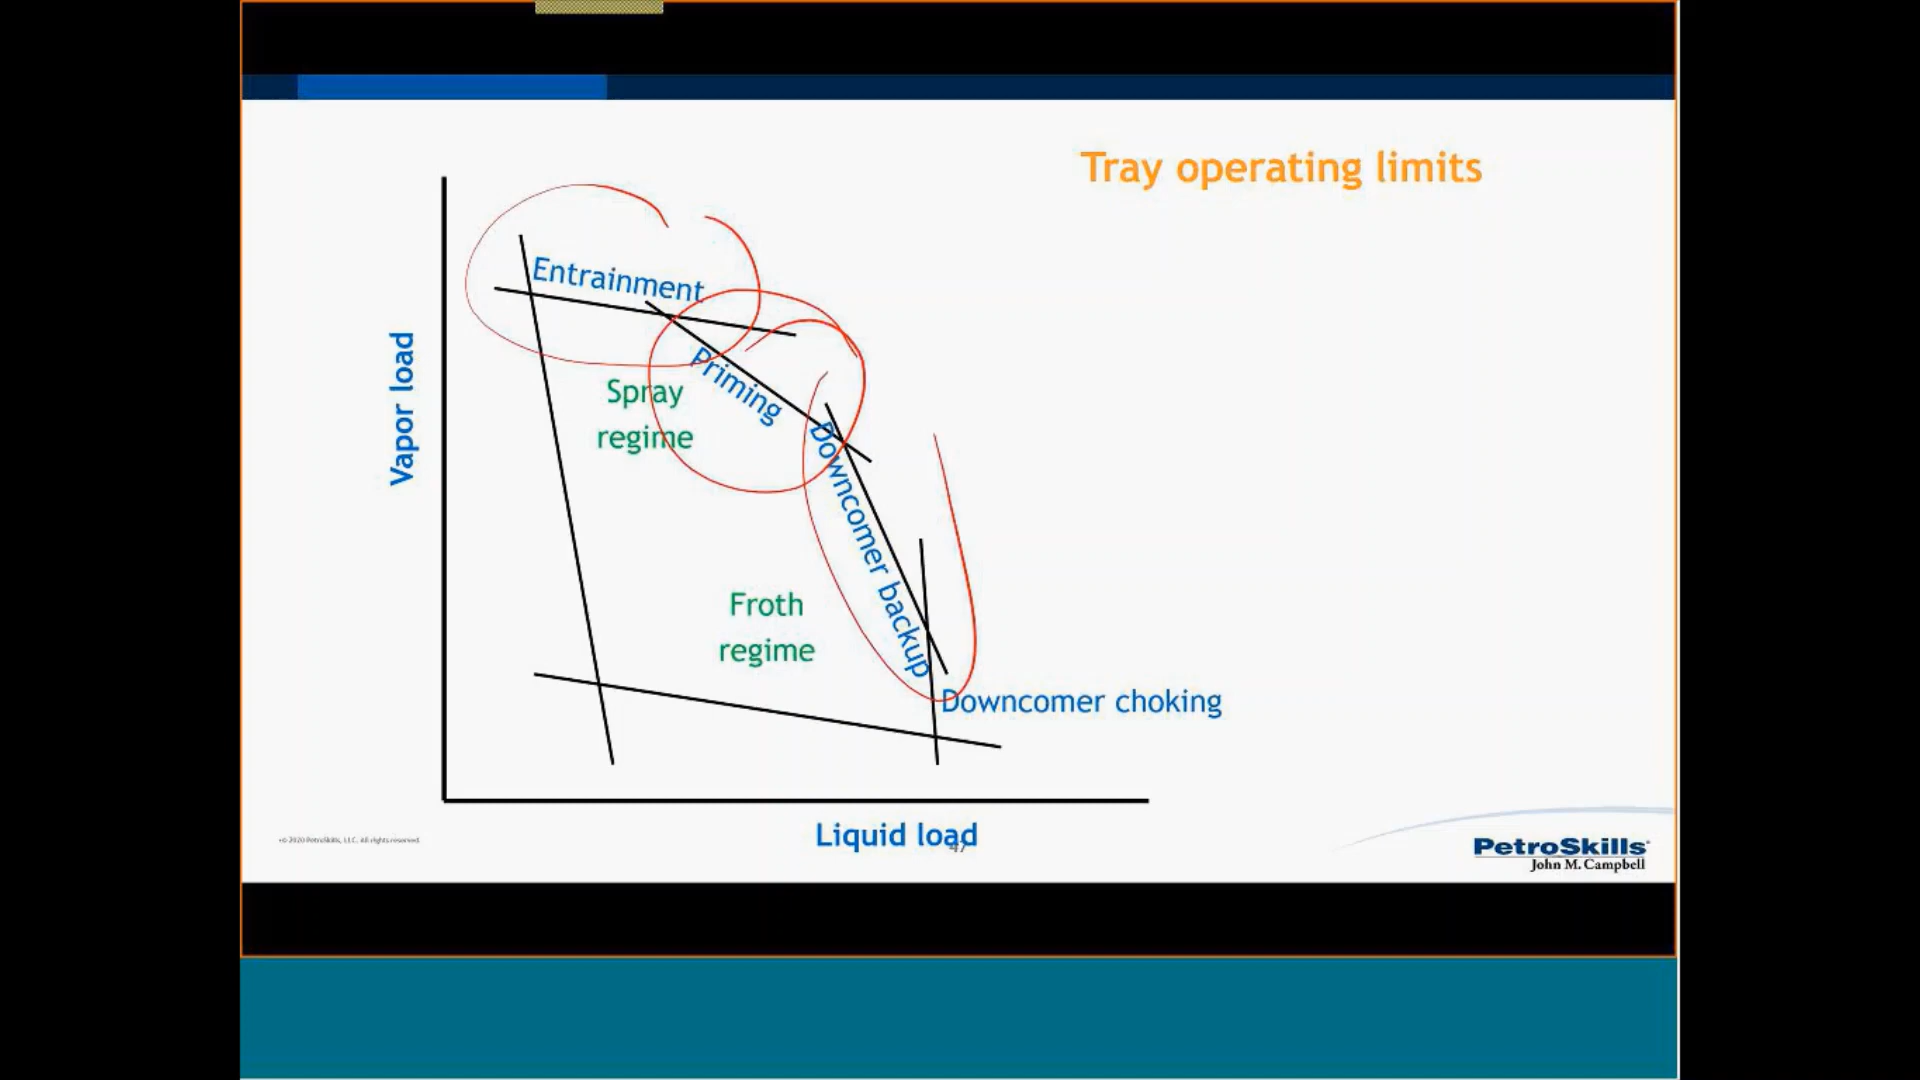 Tray operating limits
Entrainment
Priming
Spray
regime
Vapor load
Downcomer backup
Froth
regime
Downcomer choking
Liquid load
47
•© 2020 PetroSkills, LLC. All rights reserved.
PetroSkills®
John M. Campbell